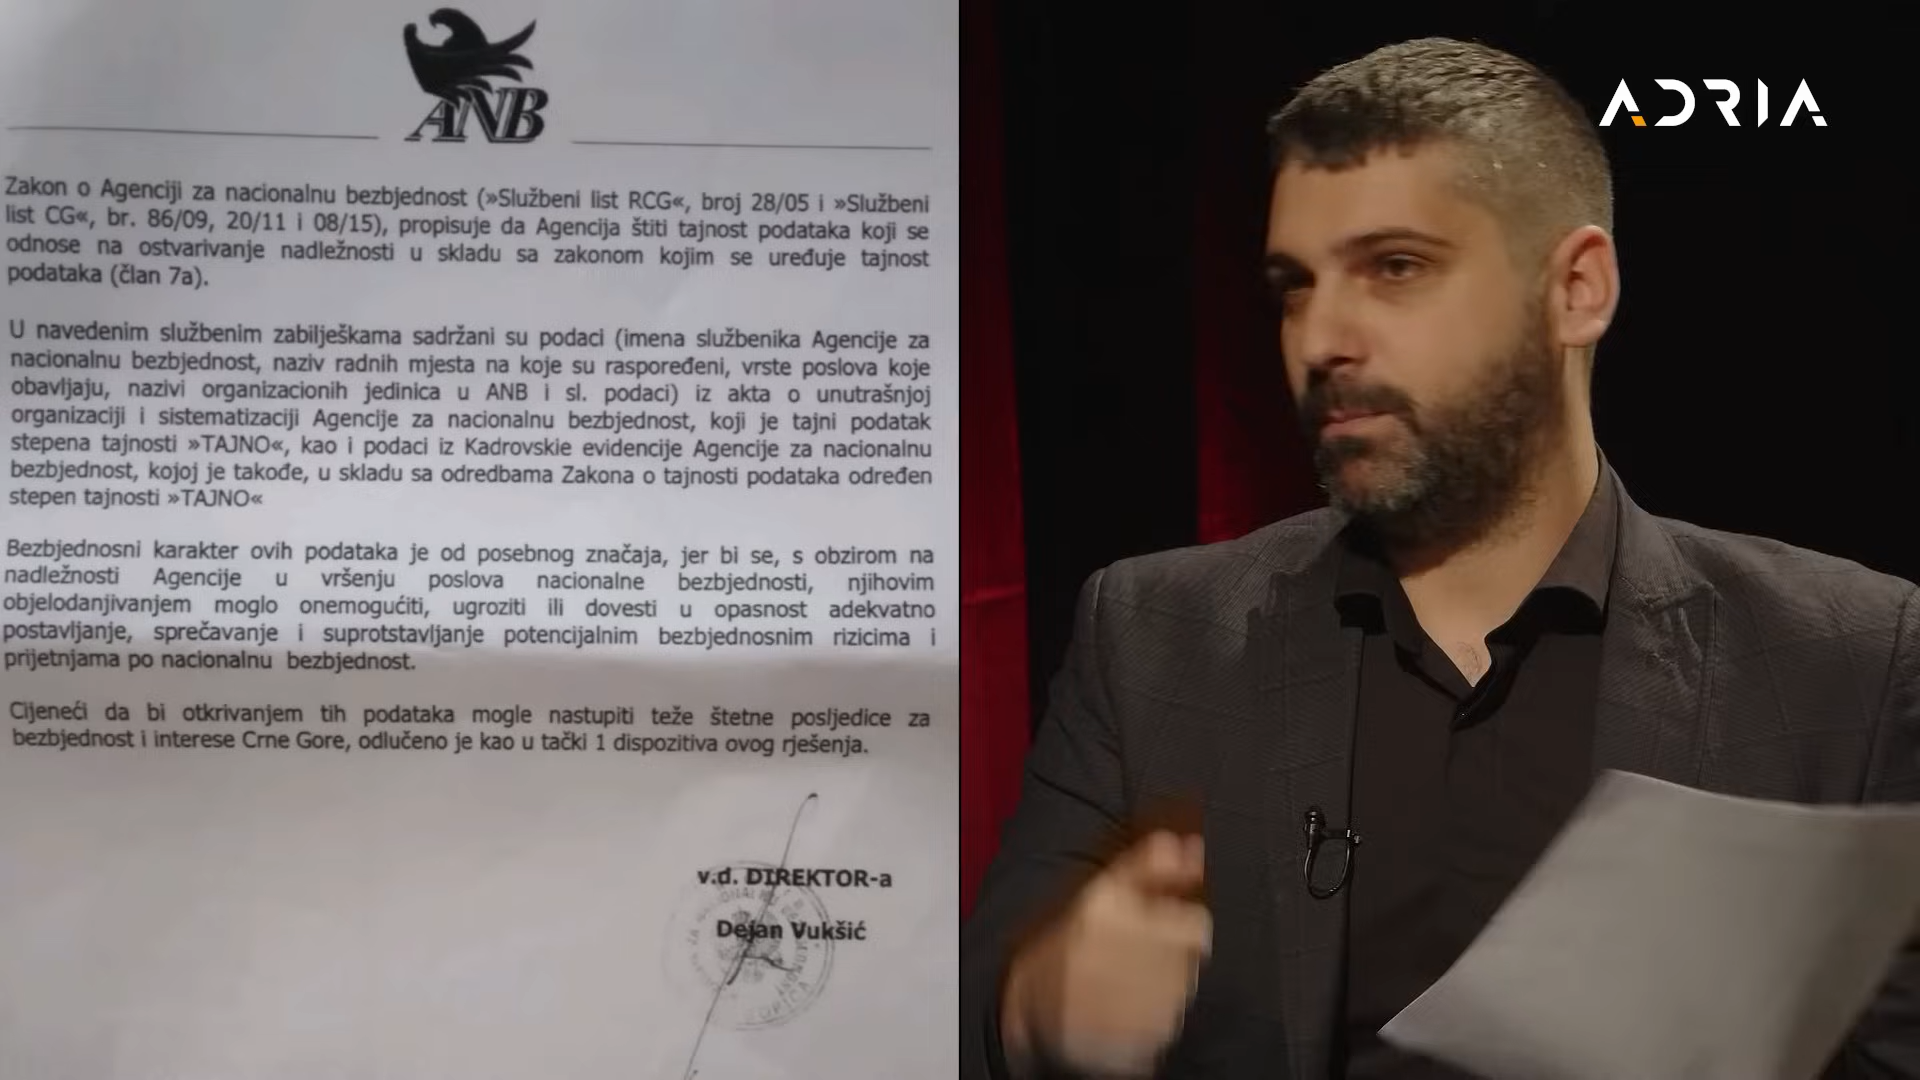 ANB
Zakon o Agenciji za nacionalnu bezbjednost (»Službeni list RCG«, broj 28/05 i »Službeni
list CG«, br. 86/09, 20/11 i 08/15), propisuje da Agencija štiti tajnost podataka koji se
odnose na ostvarivanje nadležnosti u skladu sa zakonom kojim se uređuje tajnost
podataka (član 7a).
U navedenim službenim zabilješkama sadržani su podaci (imena službenika Agencije za
nacionalnu bezbjednost, naziv radnih mjesta na koje su raspoređeni, vrste poslova koje
obavljaju, nazivi organizacionih jedinica u ANB i sl. podaci) iz akta o unutrašnjoj
organizaciji i sistematizaciji Agencije za nacionalnu bezbjednost, koji je tajni podatak
stepena tajnosti »TAJNO«, kao i podaci iz Kadrovskie evidencije Agencije za nacionalnu
bezbjednost, kojoj je takođe, u skladu sa odredbama Zakona o tajnosti podataka određen
stepen tajnosti »TAJNO«
Bezbjednosni karakter ovih podataka je od posebnog značaja, jer bi se, s obzirom na
nadležnosti Agencije u vršenju poslova nacionalne bezbjednosti, njihovim
objelodanjivanjem moglo onemogućiti, ugroziti ili dovesti u opasnost adekvatno
postavljanje, sprečavanje i suprotstavljanje potencijalnim bezbjednosnim rizicima i
prijetnjama po nacionalnu bezbjednost.
Cijeneći da bi otkrivanjem tih podataka mogle nastupiti teže štetne posljedice za
bezbjednost i interese Crne Gore, odlučeno je kao u tački 1 dispozitiva ovog rješenja.
v.d. DIREKTOR-a
Dejan Vukšić
ADRIA